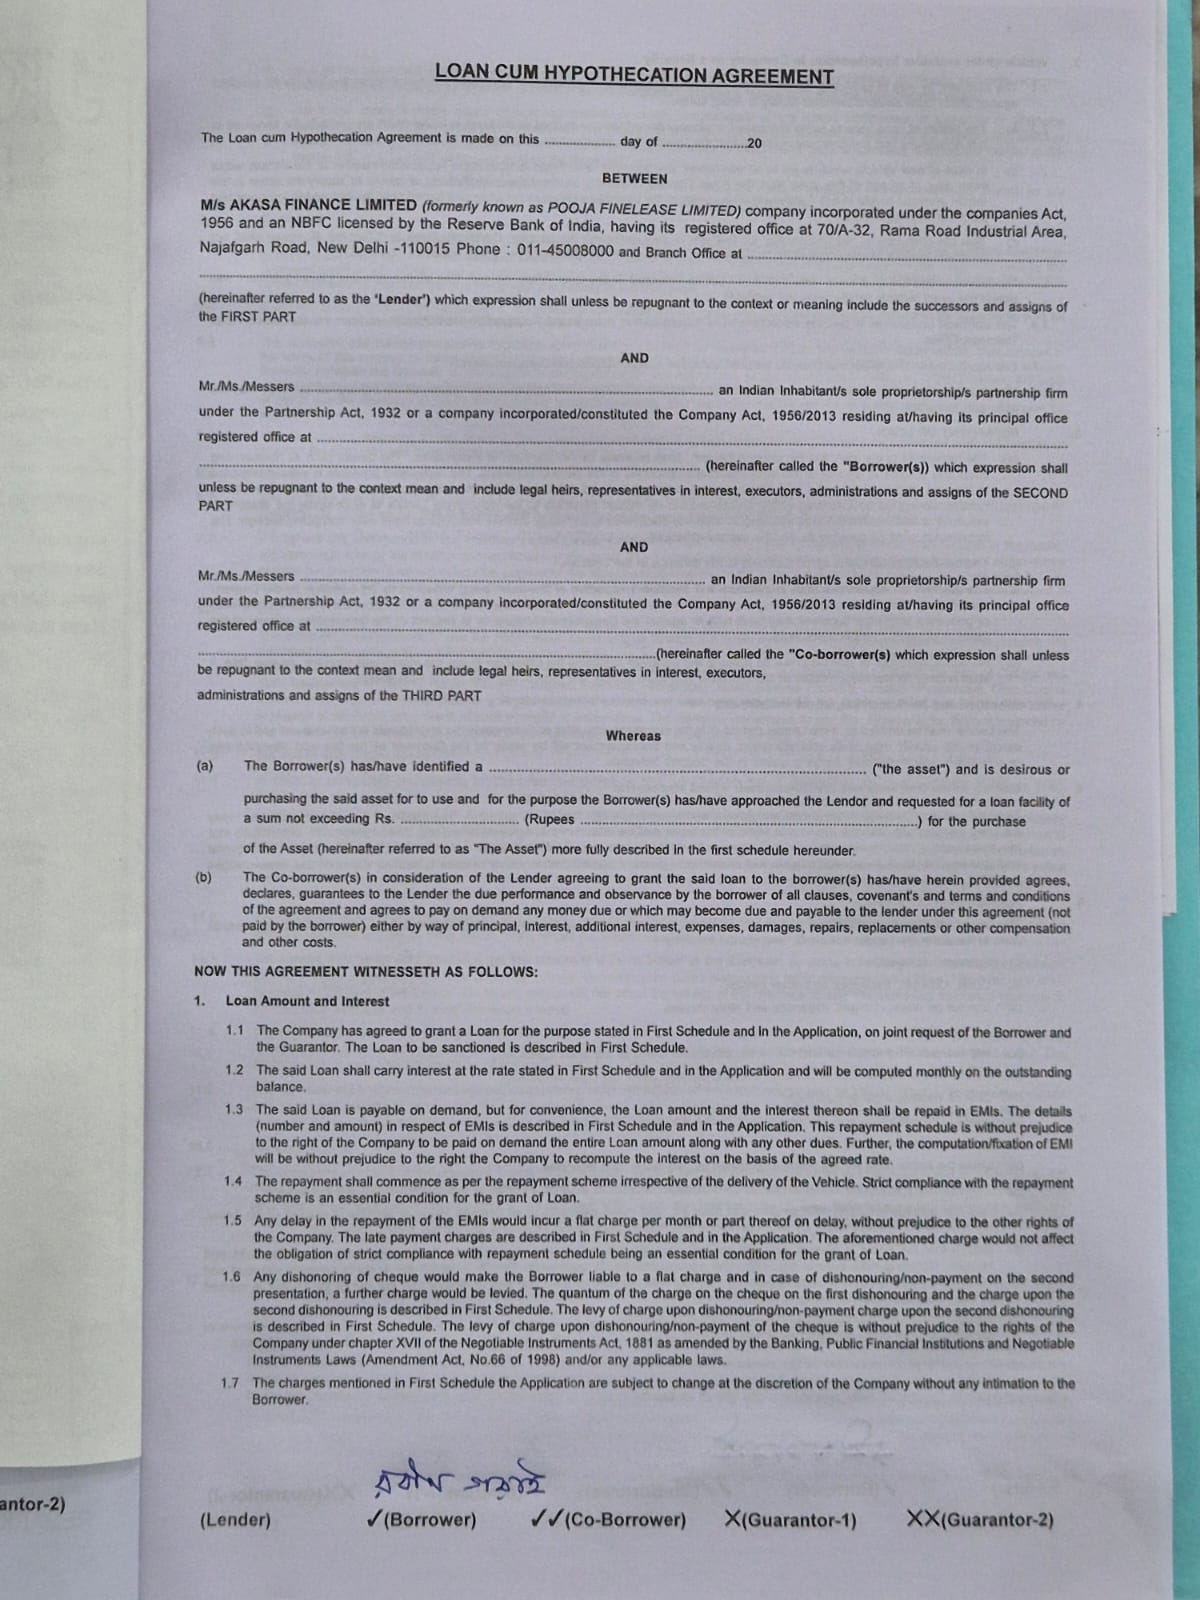 LOAN CUM HYPOTHECATION AGREEMENT
The Loan cum Hypothecation Agreement is made on this .................... day of ........................20
BETWEEN
M/s AKASA FINANCE LIMITED (formerly known as POOJA FINELEASE LIMITED) company incorporated under the companies Act,
1956 and an NBFC licensed by the Reserve Bank of India, having its registered office at 70/A-32, Rama Road Industrial Area,
Najafgarh Road, New Delhi -110015 Phone : 011-45008000 and Branch Office at ....................
(hereinafter referred to as the 'Lender') which expression shall unless be repugnant to the context or meaning include the successors and assigns of
the FIRST PART
AND
Mr./Ms./Messers .................... an Indian Inhabitant/s sole proprietorship/s partnership firm
under the Partnership Act, 1932 or a company incorporated/constituted the Company Act, 1956/2013 residing at/having its principal office
registered office at ....................
.................... (hereinafter called the "Borrower(s)) which expression shall
unless be repugnant to the context mean and include legal heirs, representatives in interest, executors, administrations and assigns of the SECOND
PART
AND
Mr./Ms./Messers .................... an Indian Inhabitant/s sole proprietorship/s partnership firm
under the Partnership Act, 1932 or a company incorporated/constituted the Company Act, 1956/2013 residing at/having its principal office
registered office at ....................
....................(hereinafter called the "Co-borrower(s) which expression shall unless
be repugnant to the context mean and include legal heirs, representatives in interest, executors,
administrations and assigns of the THIRD PART
Whereas
(a) The Borrower(s) has/have identified a .................... ("the asset") and is desirous or
purchasing the said asset for to use and for the purpose the Borrower(s) has/have approached the Lendor and requested for a loan facility of
a sum not exceeding Rs. .................... (Rupees ....................) for the purchase
of the Asset (hereinafter referred to as "The Asset") more fully described in the first schedule hereunder.
(b) The Co-borrower(s) in consideration of the Lender agreeing to grant the said loan to the borrower(s) has/have herein provided agrees,
declares, guarantees to the Lender the due performance and observance by the borrower of all clauses, covenant's and terms and conditions
of the agreement and agrees to pay on demand any money due or which may become due and payable to the lender under this agreement (not
paid by the borrower) either by way of principal, interest, additional interest, expenses, damages, repairs, replacements or other compensation
and other costs.
NOW THIS AGREEMENT WITNESSETH AS FOLLOWS:
1. Loan Amount and Interest
1.1 The Company has agreed to grant a Loan for the purpose stated in First Schedule and In the Application, on joint request of the Borrower and
the Guarantor. The Loan to be sanctioned is described in First Schedule.
1.2 The said Loan shall carry interest at the rate stated in First Schedule and in the Application and will be computed monthly on the outstanding
balance.
1.3 The said Loan is payable on demand, but for convenience, the Loan amount and the interest thereon shall be repaid in EMIs. The details
(number and amount) in respect of EMIs is described in First Schedule and in the Application. This repayment schedule is without prejudice
to the right of the Company to be paid on demand the entire Loan amount along with any other dues. Further, the computation/fixation of EMI
will be without prejudice to the right the Company to recompute the interest on the basis of the agreed rate.
1.4 The repayment shall commence as per the repayment scheme irrespective of the delivery of the Vehicle. Strict compliance with the repayment
scheme is an essential condition for the grant of Loan.
1.5 Any delay in the repayment of the EMIs would incur a flat charge per month or part thereof on delay, without prejudice to the other rights of
the Company. The late payment charges are described in First Schedule and in the Application. The aforementioned charge would not affect
the obligation of strict compliance with repayment schedule being an essential condition for the grant of Loan.
1.6 Any dishonoring of cheque would make the Borrower liable to a flat charge and in case of dishonouring/non-payment on the second
presentation, a further charge would be levied. The quantum of the charge on the cheque on the first dishonouring and the charge upon the
second dishonouring is described in First Schedule. The levy of charge upon dishonouring/non-payment charge upon the second dishonouring
is described in First Schedule. The levy of charge upon dishonouring/non-payment of the cheque is without prejudice to the rights of the
Company under chapter XVII of the Negotiable Instruments Act, 1881 as amended by the Banking, Public Financial Institutions and Negotiable
Instruments Laws (Amendment Act, No.66 of 1998) and/or any applicable laws.
1.7 The charges mentioned in First Schedule the Application are subject to change at the discretion of the Company without any intimation to the
Borrower.
antor-2)
(Lender) ✓(Borrower) ✓✓(Co-Borrower) X(Guarantor-1) XX(Guarantor-2)